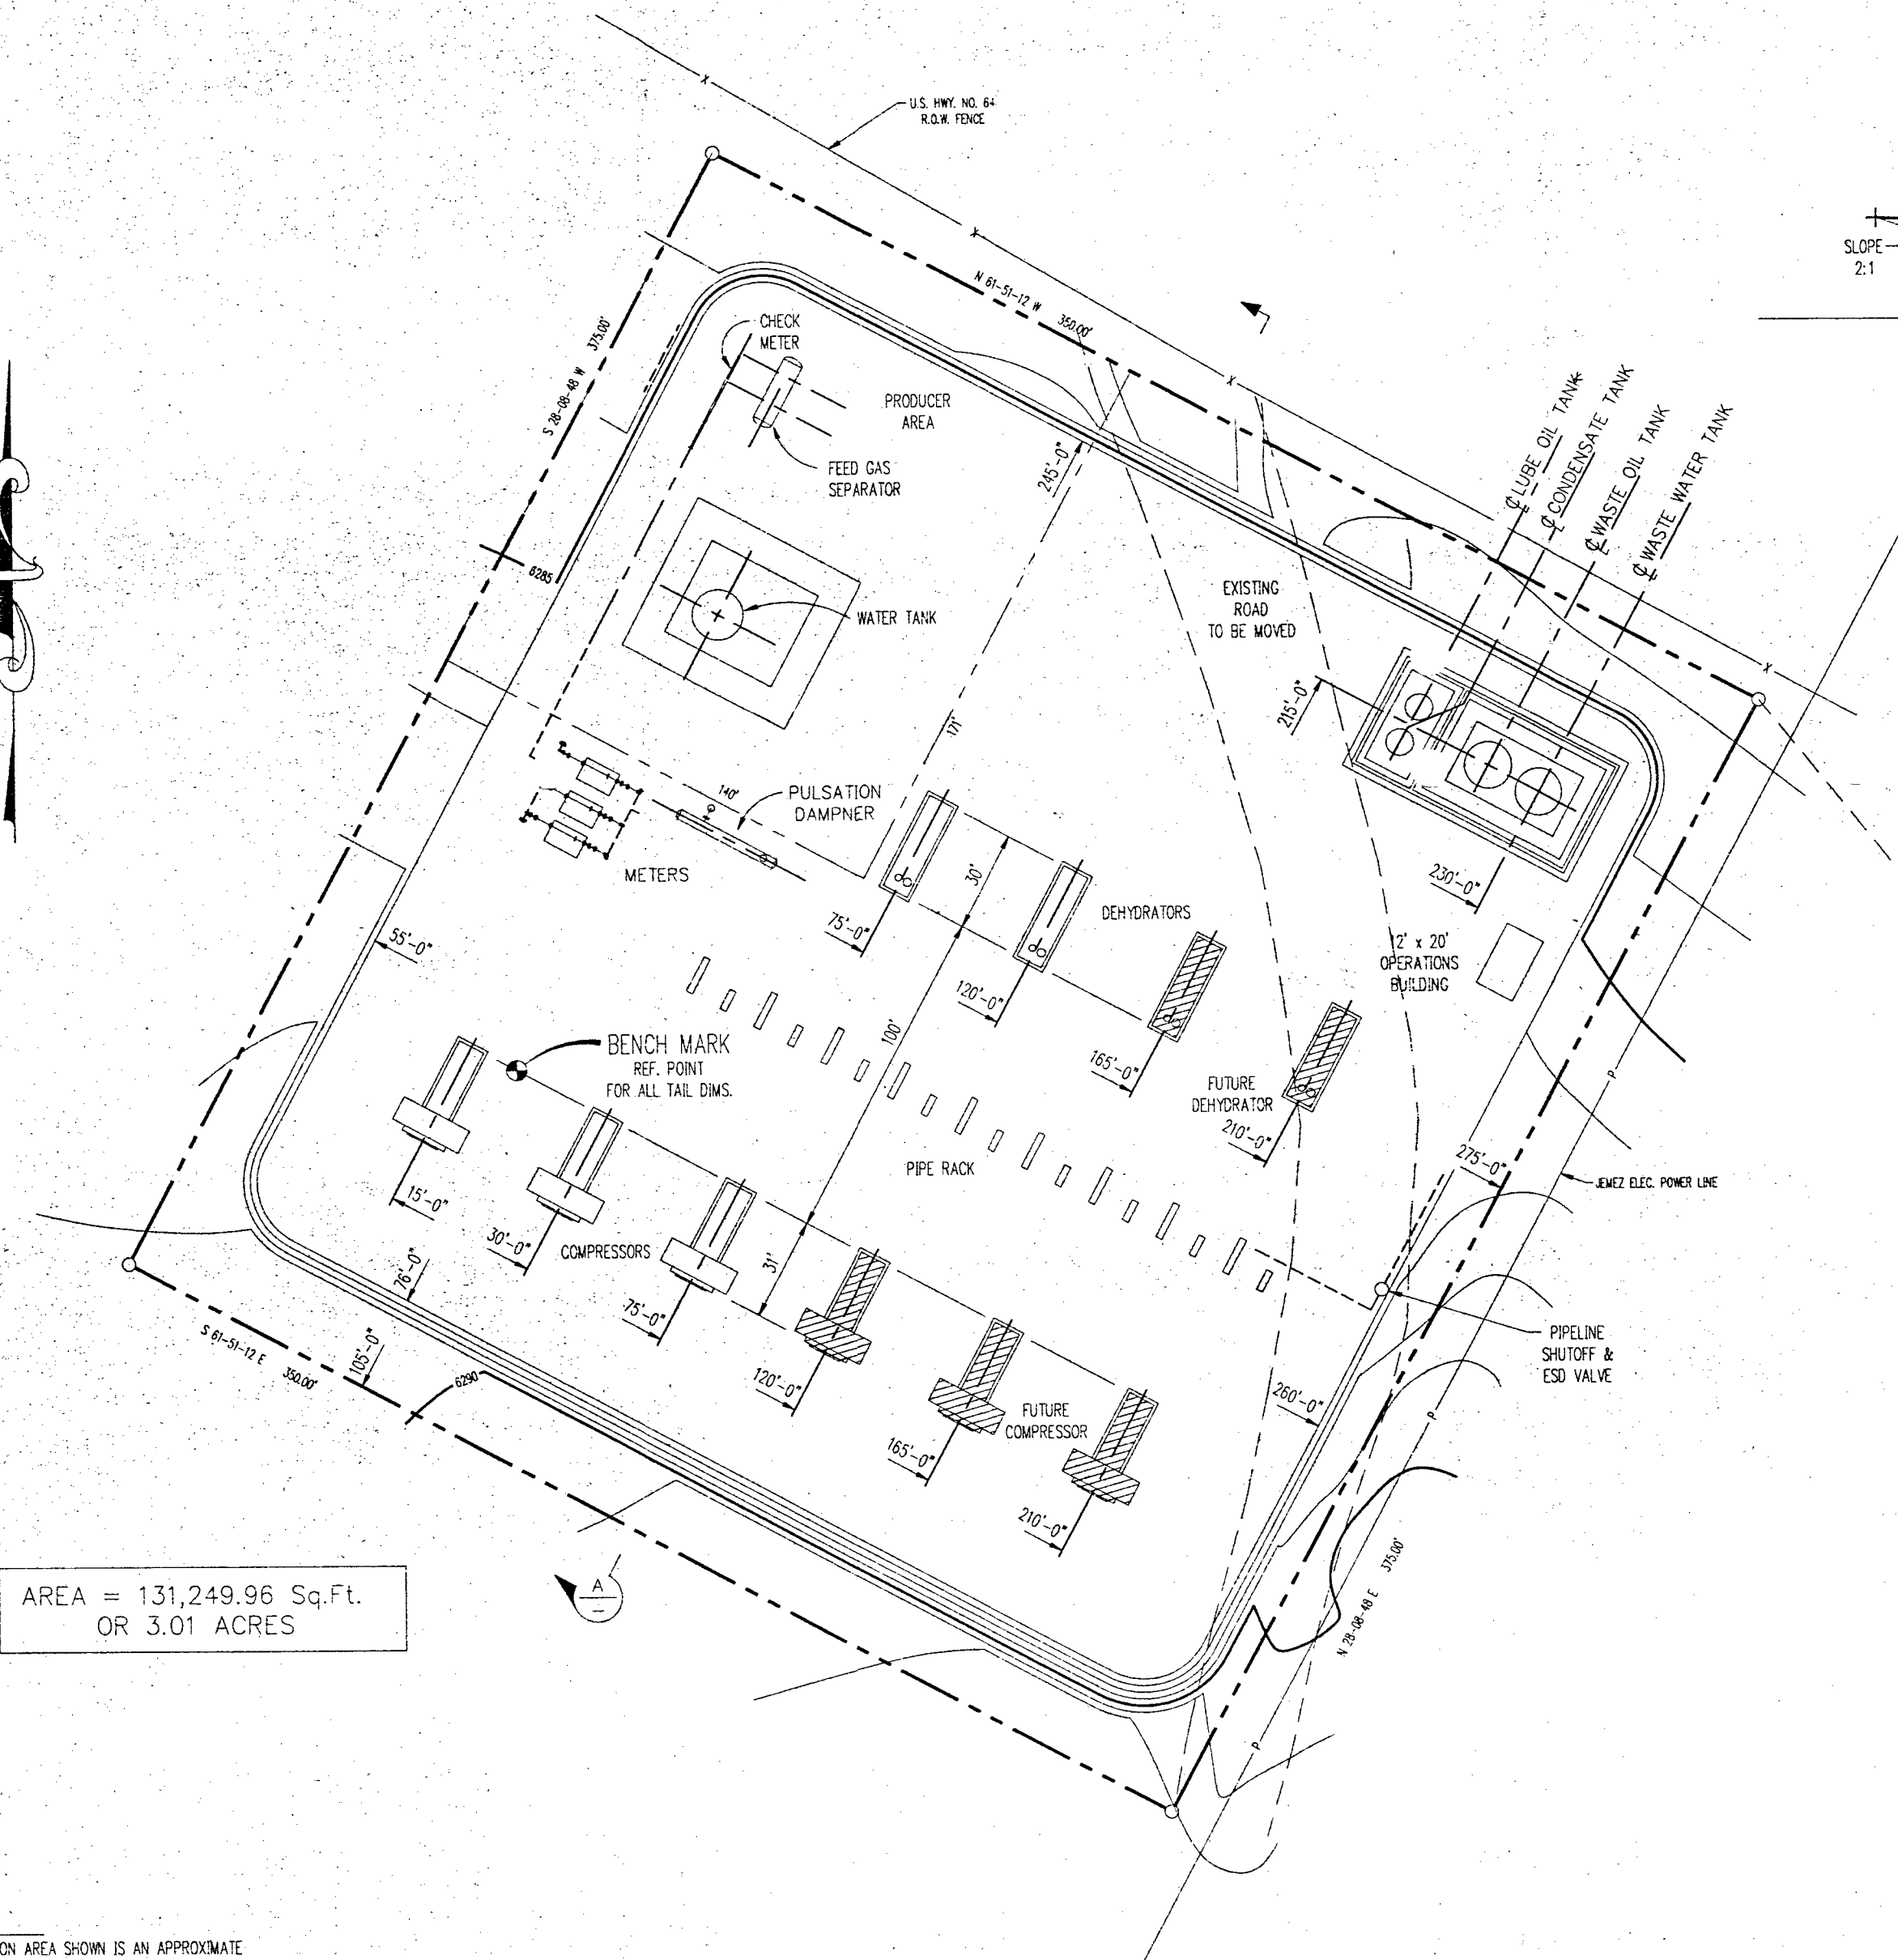 U.S. HWY. NO. 64
R.O.W. FENCE
SLOPE
2:1
N 61-51-12 W 350.00'
S 28-08-48 W 375.00'
CHECK
METER
PRODUCER
AREA
FEED GAS
SEPARATOR
245'-0"
₵ LUBE OIL TANK
₵ CONDENSATE TANK
₵ WASTE OIL TANK
₵ WASTE WATER TANK
6285
WATER TANK
EXISTING
ROAD
TO BE MOVED
215'-0"
171'
140'
PULSATION
DAMPNER
METERS
30'
230'-0"
DEHYDRATORS
75'-0"
55'-0"
12' x 20'
OPERATIONS
BUILDING
120'-0"
100'
BENCH MARK
REF. POINT
FOR ALL TAIL DIMS.
165'-0"
FUTURE
DEHYDRATOR
210'-0"
PIPE RACK
275'-0"
JEMEZ ELEC. POWER LINE
15'-0"
30'-0"
COMPRESSORS
76'-0"
31'
75'-0"
S 61-51-12 E 350.00'
105'-0"
6290
120'-0"
PIPELINE
SHUTOFF &
ESD VALVE
260'-0"
FUTURE
COMPRESSOR
165'-0"
210'-0"
P
P
P
N 28-08-48 E 375.00'
A
AREA = 131,249.96 Sq.Ft.
OR 3.01 ACRES
ON AREA SHOWN IS AN APPROXIMATE